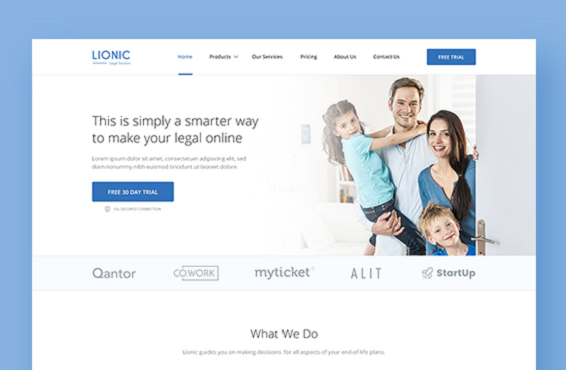 LIONIC
Legal Solution
Home Products Our Services Pricing About Us Contact Us FREE TRIAL
This is simply a smarter way
to make your legal online
Lorem ipsum dolor sit amet, consectetuer adipiscing elit, sed
diam nonummy nibh euismod tincidunt ut laoreet dolore.
FREE 30 DAY TRIAL
SSL SECURED CONNECTION
Qantor COWORK myticket ALIT StartUp
What We Do
Lionic guides you on making decisions for all aspects of your end-of-life plans.